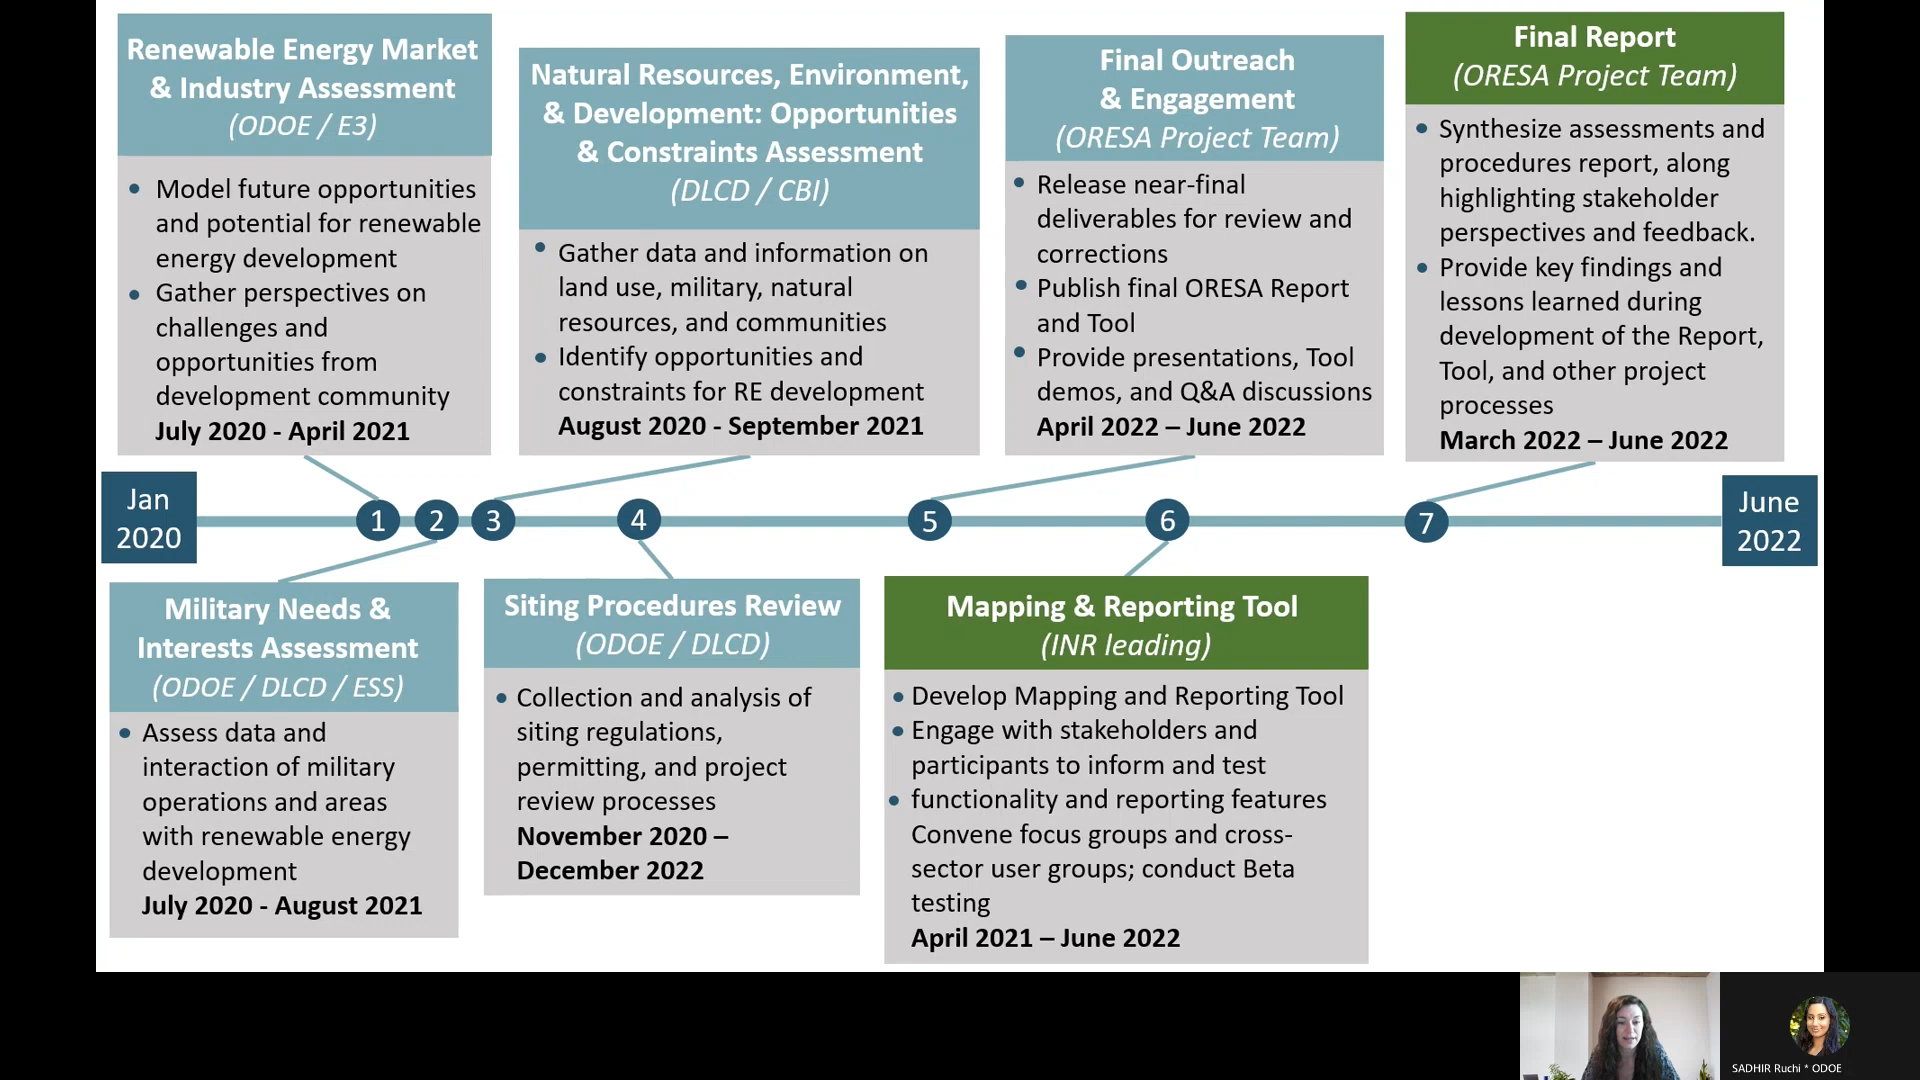 Renewable Energy Market
& Industry Assessment
(ODOE / E3)
• Model future opportunities
and potential for renewable
energy development
• Gather perspectives on
challenges and
opportunities from
development community
July 2020 - April 2021
Natural Resources, Environment,
& Development: Opportunities
& Constraints Assessment
(DLCD / CBI)
• Gather data and information on
land use, military, natural
resources, and communities
• Identify opportunities and
constraints for RE development
August 2020 - September 2021
Final Outreach
& Engagement
(ORESA Project Team)
• Release near-final
deliverables for review and
corrections
• Publish final ORESA Report
and Tool
• Provide presentations, Tool
demos, and Q&A discussions
April 2022 – June 2022
Final Report
(ORESA Project Team)
• Synthesize assessments and
procedures report, along
highlighting stakeholder
perspectives and feedback.
• Provide key findings and
lessons learned during
development of the Report,
Tool, and other project
processes
March 2022 – June 2022
Jan
2020
1
2
3
4
5
6
7
June
2022
Military Needs &
Interests Assessment
(ODOE / DLCD / ESS)
• Assess data and
interaction of military
operations and areas
with renewable energy
development
July 2020 - August 2021
Siting Procedures Review
(ODOE / DLCD)
• Collection and analysis of
siting regulations,
permitting, and project
review processes
November 2020 –
December 2022
Mapping & Reporting Tool
(INR leading)
• Develop Mapping and Reporting Tool
• Engage with stakeholders and
participants to inform and test
• functionality and reporting features
Convene focus groups and cross-
sector user groups; conduct Beta
testing
April 2021 – June 2022
SADHIR Ruchi * ODOE